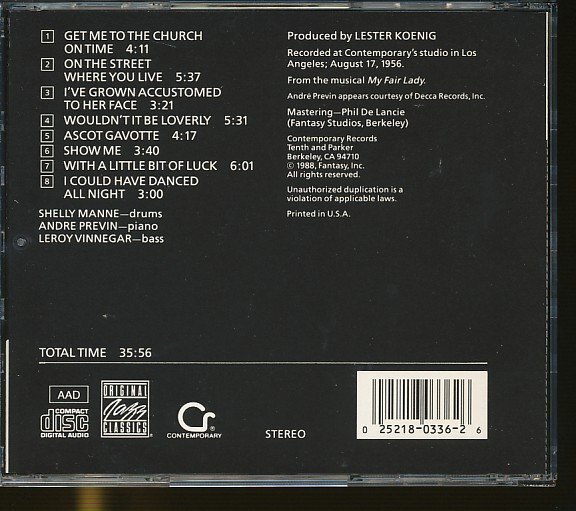 1 GET ME TO THE CHURCH
ON TIME 4:11
2 ON THE STREET
WHERE YOU LIVE 5:37
3 I'VE GROWN ACCUSTOMED
TO HER FACE 3:21
4 WOULDN'T IT BE LOVERLY 5:31
5 ASCOT GAVOTTE 4:17
6 SHOW ME 3:40
7 WITH A LITTLE BIT OF LUCK 6:01
8 I COULD HAVE DANCED
ALL NIGHT 3:00
SHELLY MANNE—drums
ANDRE PREVIN—piano
LEROY VINNEGAR—bass
Produced by LESTER KOENIG
Recorded at Contemporary's studio in Los
Angeles; August 17, 1956.
From the musical My Fair Lady.
André Previn appears courtesy of Decca Records, Inc.
Mastering—Phil De Lancie
(Fantasy Studios, Berkeley)
Contemporary Records
Tenth and Parker
Berkeley, CA 94710
© 1988, Fantasy, Inc.
All rights reserved.
Unauthorized duplication is a
violation of applicable laws.
Printed in U.S.A.
TOTAL TIME 35:56
AAD
COMPACT
disc
DIGITAL AUDIO
ORIGINAL
Jazz
CLASSICS
Cr
CONTEMPORARY
STEREO
0 25218-0336-2 6